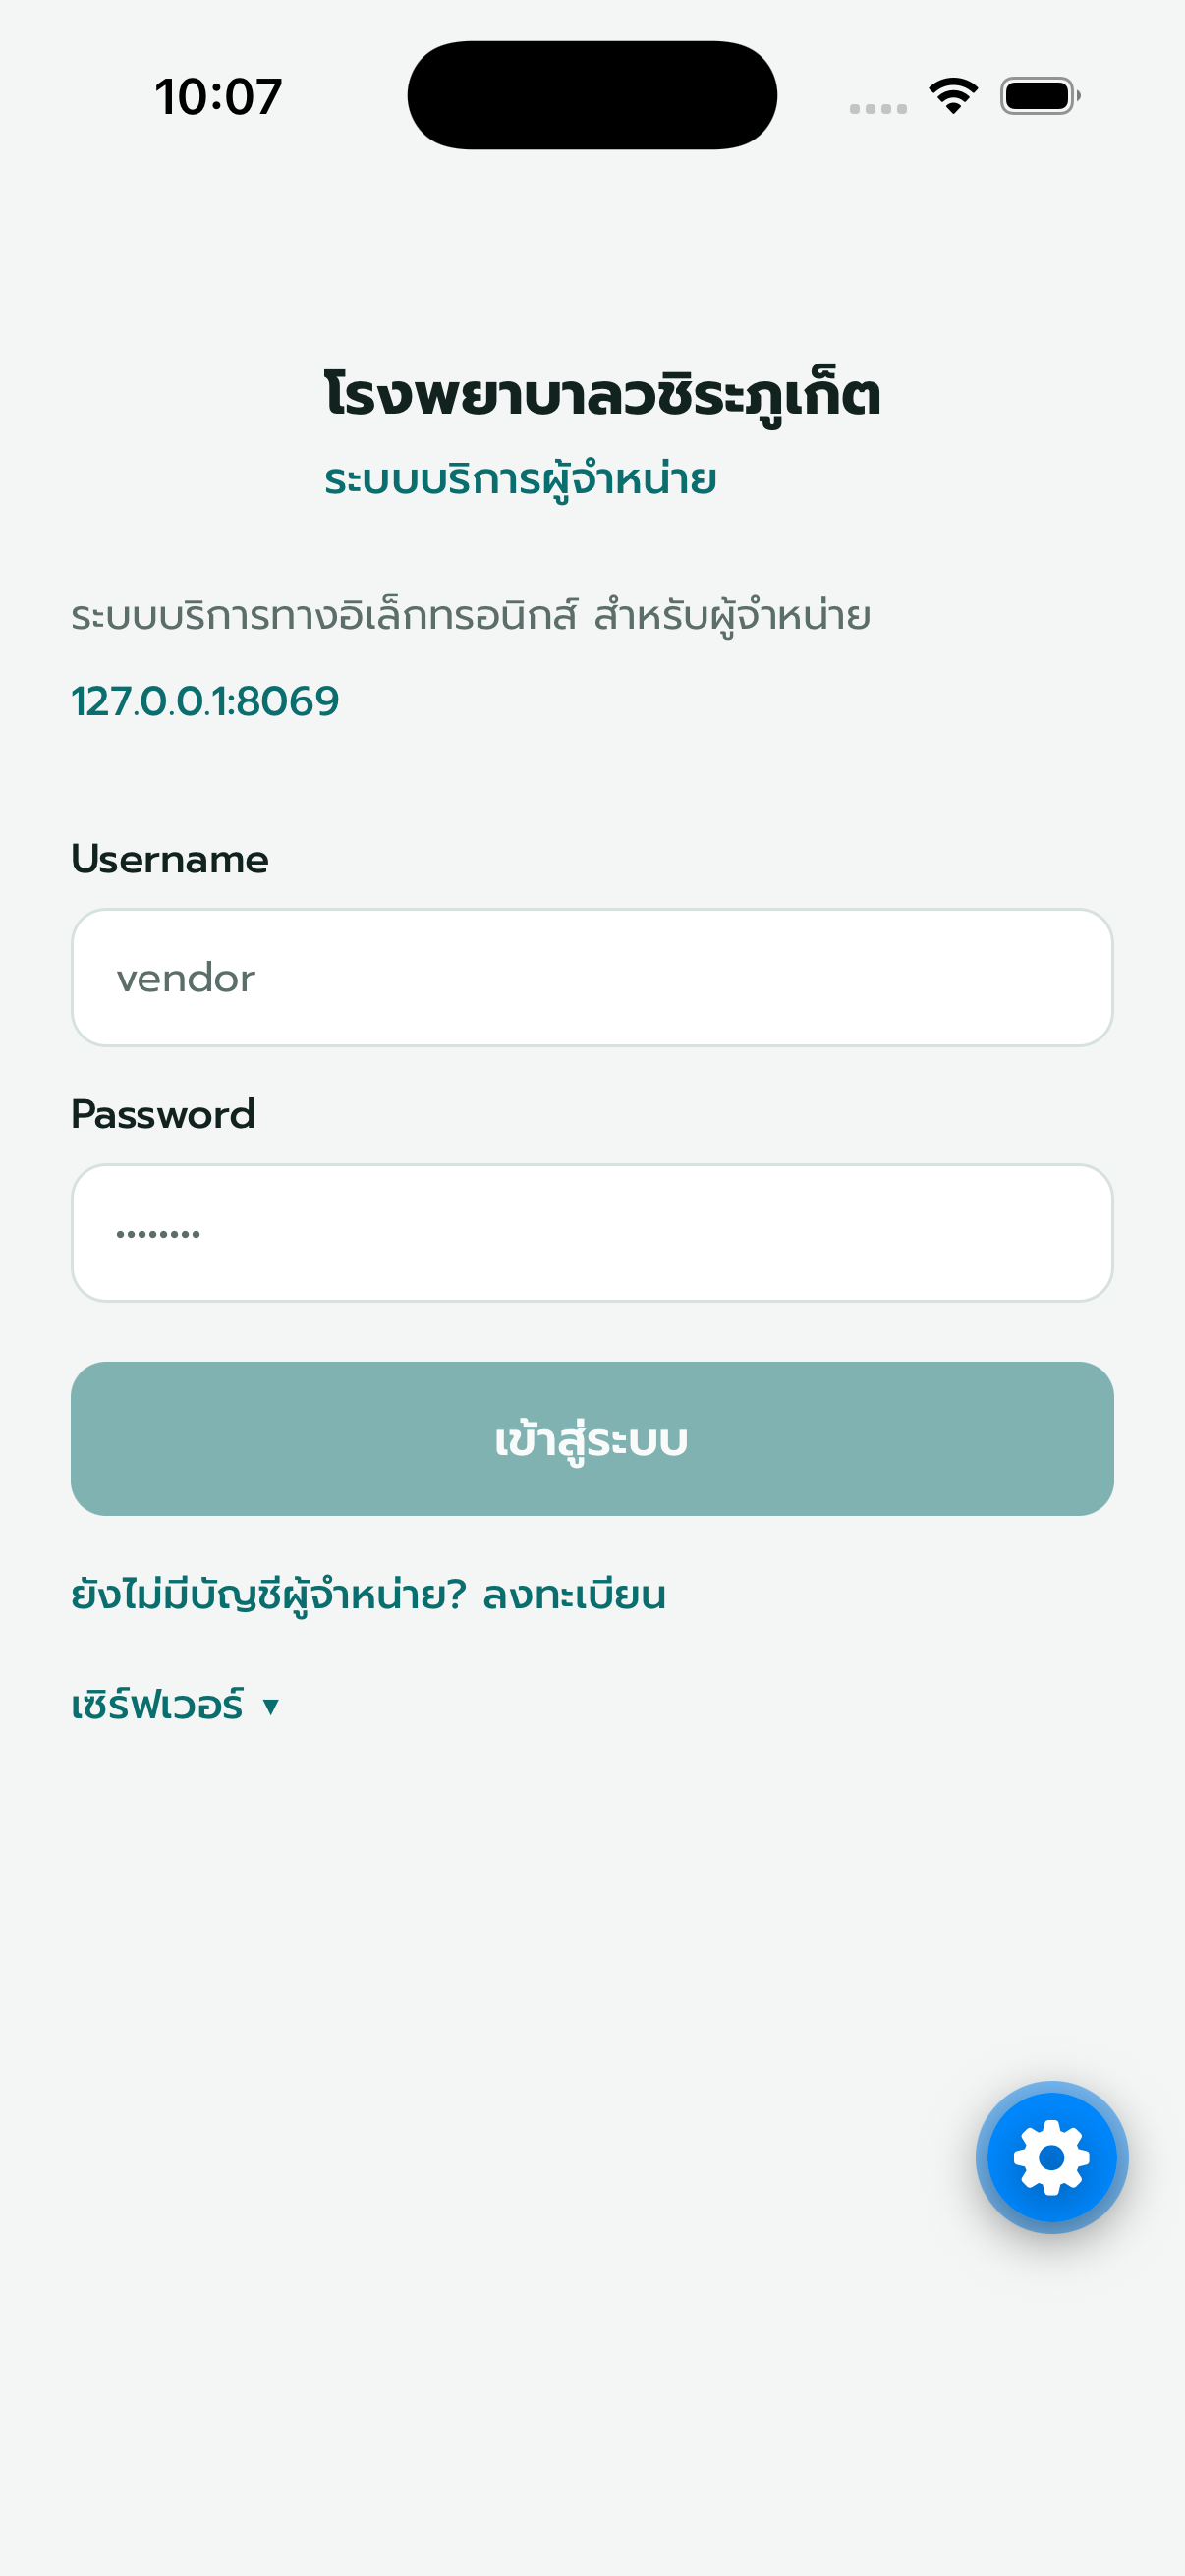 10:07
โรงพยาบาลวชิระภูเก็ต
ระบบบริการผู้จำหน่าย
ระบบบริการทางอิเล็กทรอนิกส์ สำหรับผู้จำหน่าย
127.0.0.1:8069
Username
vendor
Password
••••••••
เข้าสู่ระบบ
ยังไม่มีบัญชีผู้จำหน่าย? ลงทะเบียน
เซิร์ฟเวอร์ ▼